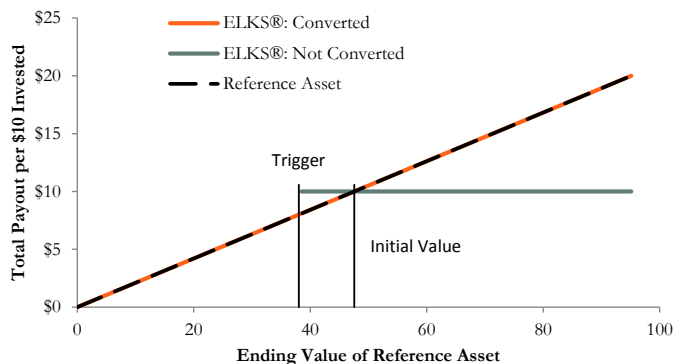 ELKS®: Converted
ELKS®: Not Converted
Reference Asset
Total Payout per $10 Invested
$25
$20
$15
$10
$5
$0
Trigger
Initial Value
0 20 40 60 80 100
Ending Value of Reference Asset